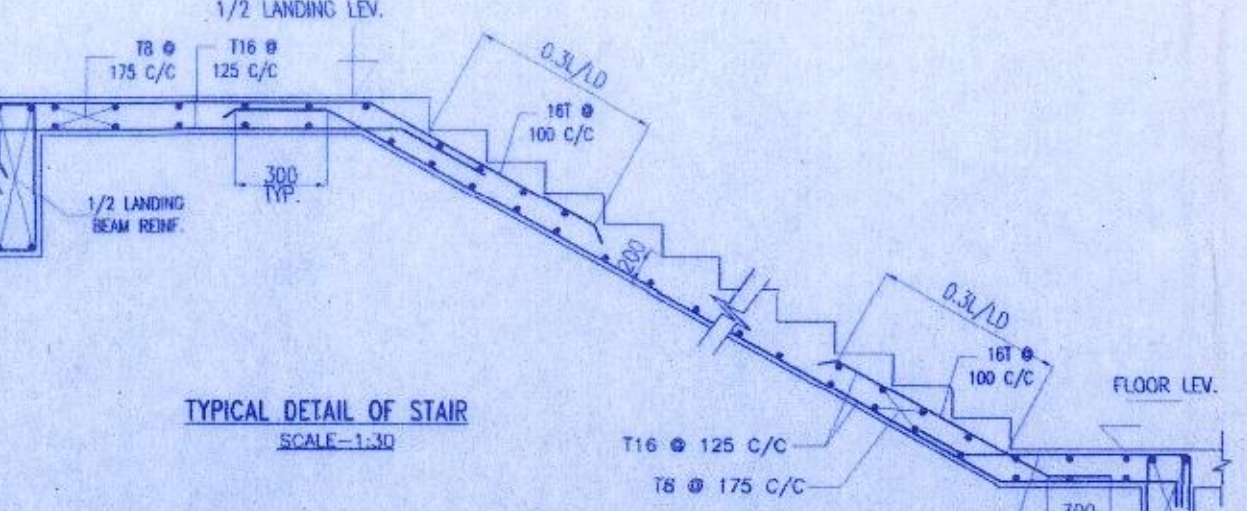 1/2 LANDING LEV.
T8 @
175 C/C
T16 @
125 C/C
0.3L/LD
16T @
100 C/C
300
TYP.
1/2 LANDING
BEAM REINF.
200
0.3L/LD
16T @
100 C/C
FLOOR LEV.
TYPICAL DETAIL OF STAIR
SCALE-1:30
T16 @ 125 C/C
T8 @ 175 C/C
300